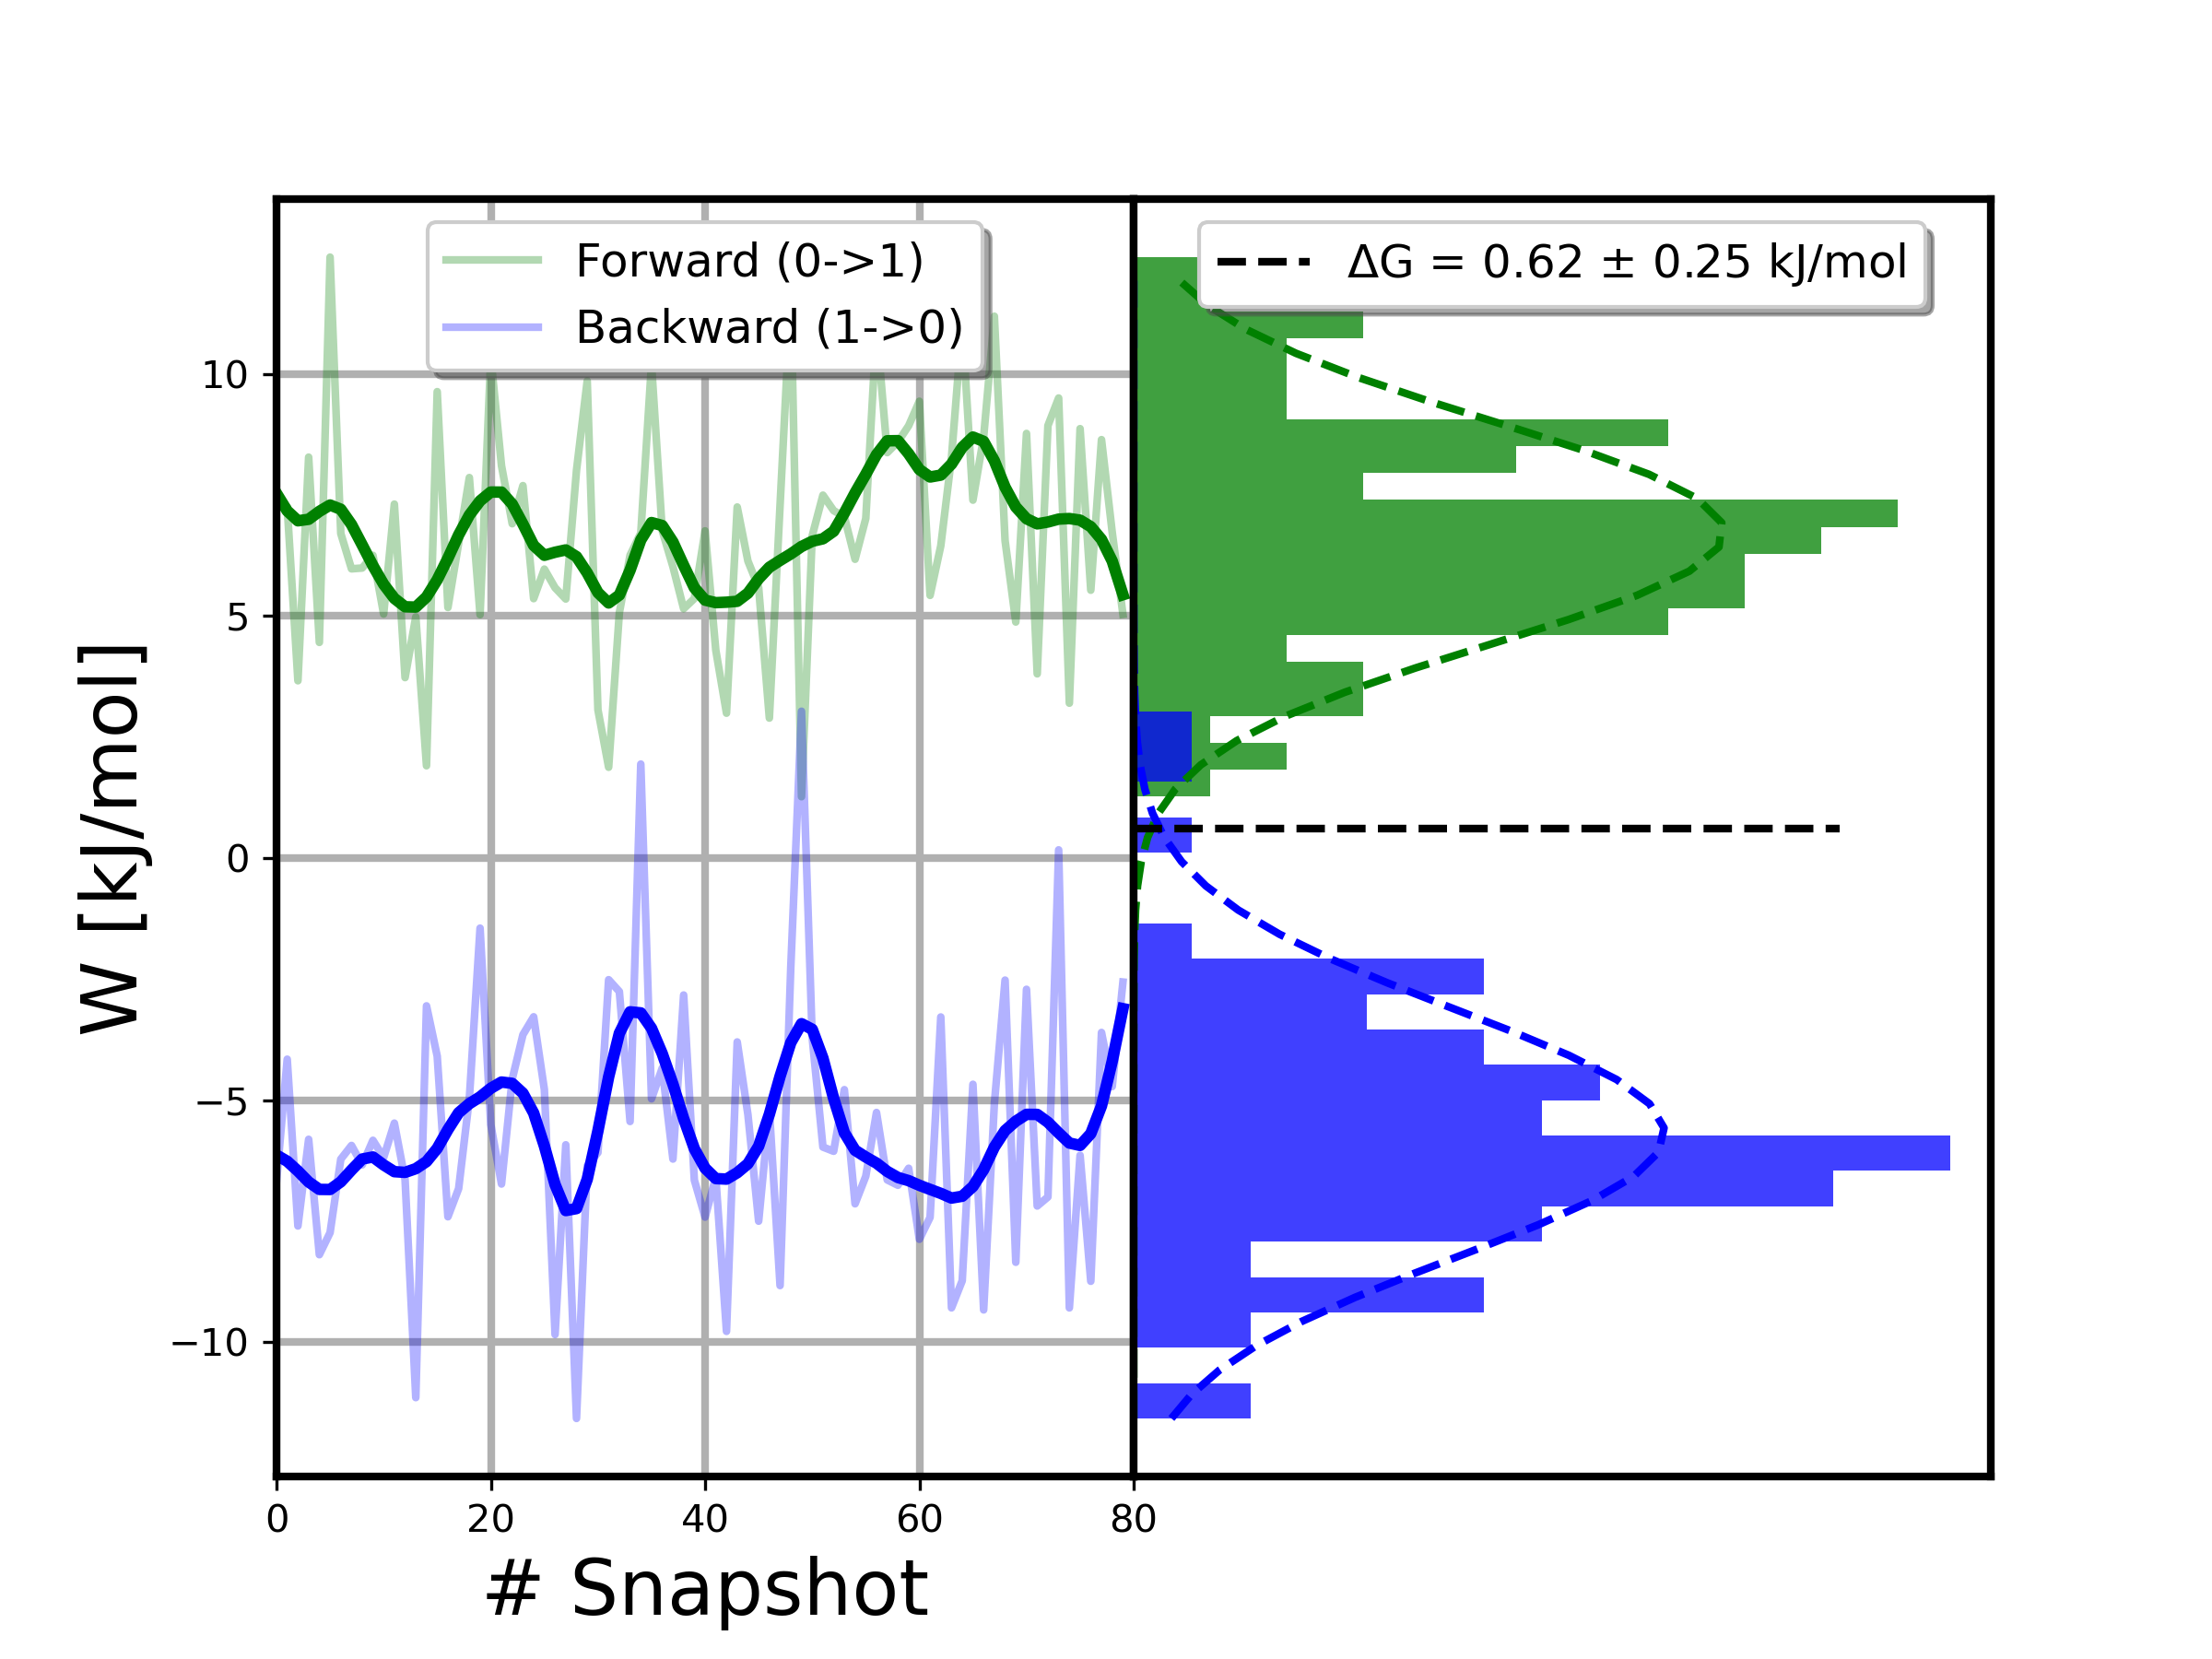 Forward (0->1)
Backward (1->0)
ΔG = 0.62 ± 0.25 kJ/mol
W [kJ/mol]
10
5
0
−5
−10
0
20
40
60
80
# Snapshot